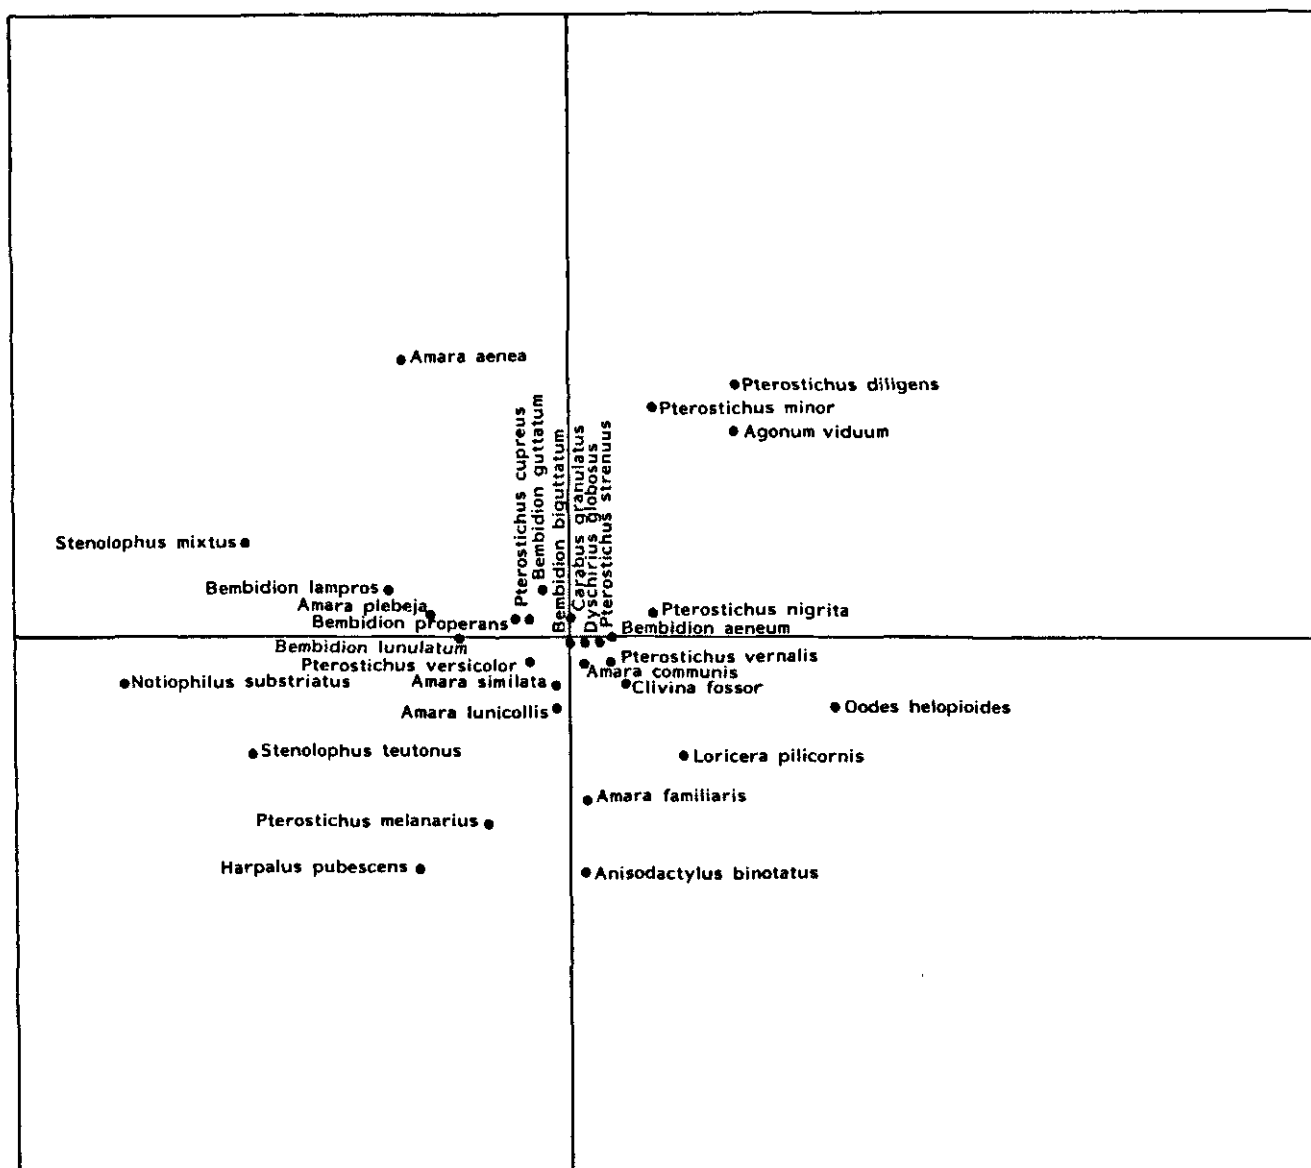 Amara aenea
Pterostichus diligens
Pterostichus minor
Agonum viduum
Pterostichus cupreus
Bembidion guttatum
Bembidion biguttatum
Carabus granulatus
Dyschirius globosus
Pterostichus strenuus
Stenolophus mixtus
Bembidion lampros
Amara plebeja
Bembidion properans
Pterostichus nigrita
Bembidion aeneum
Bembidion lunulatum
Pterostichus versicolor
Pterostichus vernalis
Amara communis
Notiophilus substriatus
Amara similata
Clivina fossor
Amara lunicollis
Oodes helopioides
Stenolophus teutonus
Loricera pilicornis
Amara familiaris
Pterostichus melanarius
Harpalus pubescens
Anisodactylus binotatus